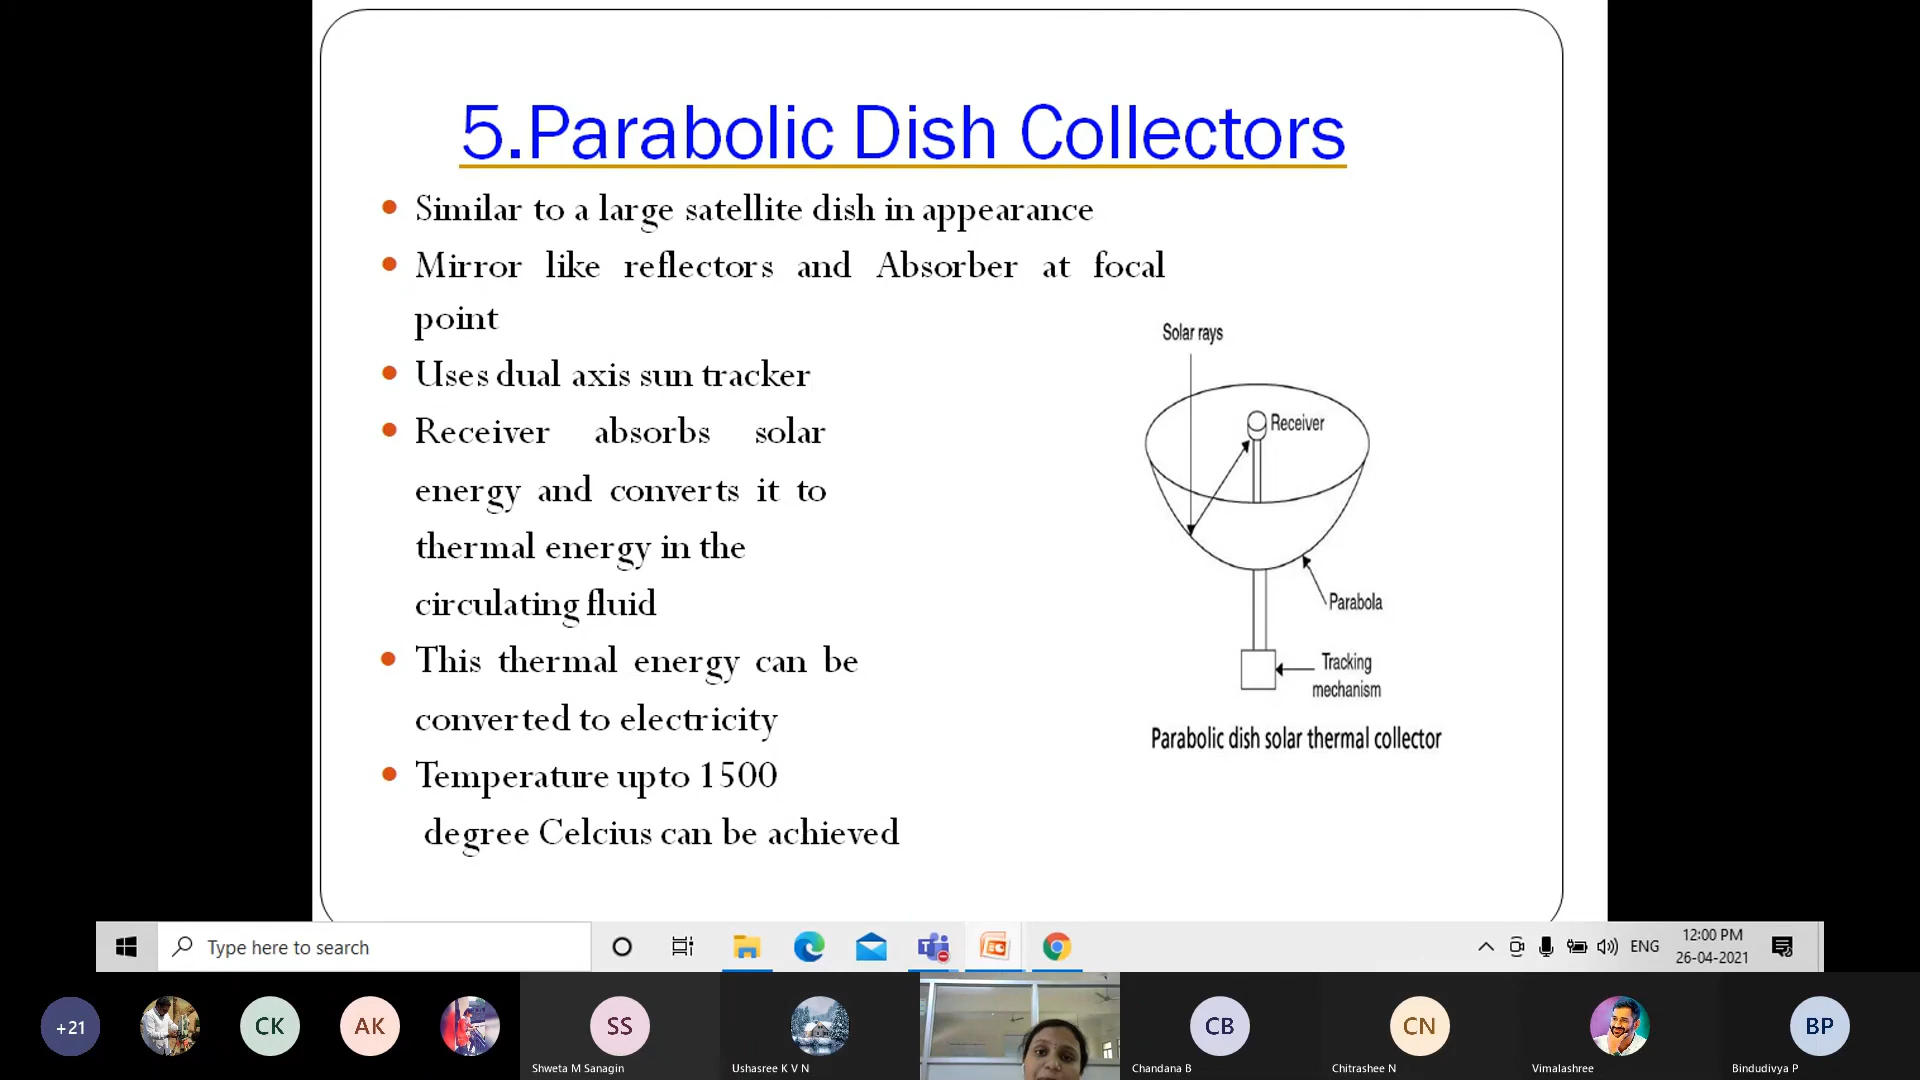 5.Parabolic Dish Collectors
Similar to a large satellite dish in appearance
Mirror like reflectors and Absorber at focal
point
Uses dual axis sun tracker
Receiver absorbs solar
energy and converts it to
thermal energy in the
circulating fluid
This thermal energy can be
converted to electricity
Temperature upto 1500
degree Celcius can be achieved
Solar rays
Receiver
Parabola
Tracking
mechanism
Parabolic dish solar thermal collector
Type here to search
ENG
12:00 PM
26-04-2021
+21
CK
AK
SS
CB
CN
BP
Shweta M Sanagin
Ushasree K V N
Chandana B
Chitrashee N
Vimalashree
Bindudivya P